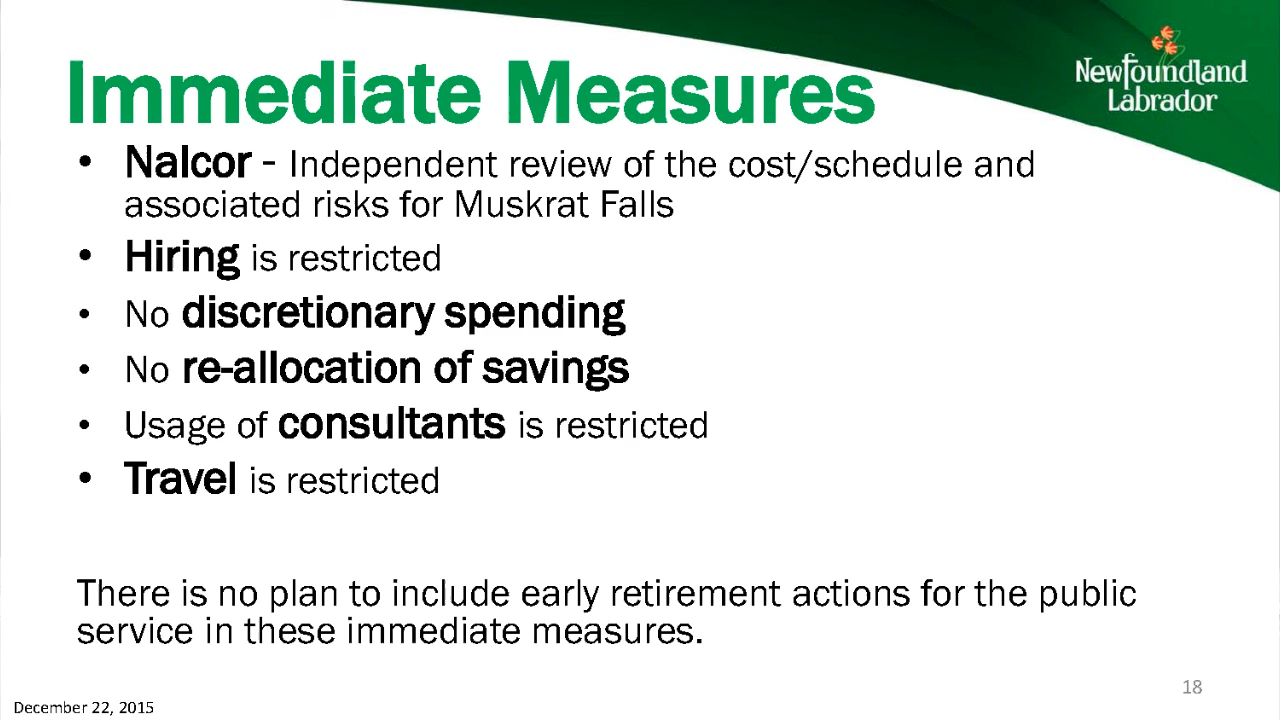 Newfoundland
Labrador
Immediate Measures
• Nalcor - Independent review of the cost/schedule and
associated risks for Muskrat Falls
• Hiring is restricted
• No discretionary spending
• No re-allocation of savings
• Usage of consultants is restricted
• Travel is restricted
There is no plan to include early retirement actions for the public
service in these immediate measures.
18
December 22, 2015